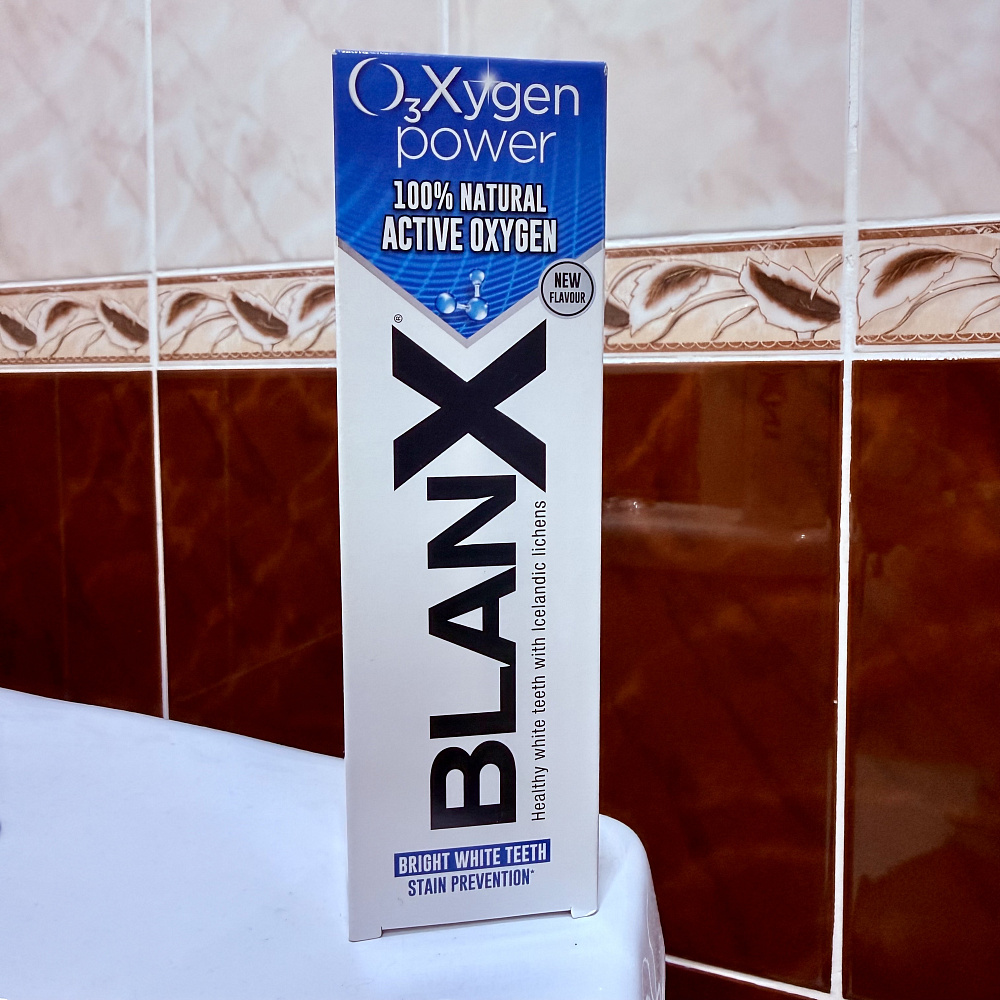 O3Xygen
power
100% NATURAL
ACTIVE OXYGEN
NEW
FLAVOUR
BLANX®
Healthy white teeth with Icelandic lichens
BRIGHT WHITE TEETH
STAIN PREVENTION*